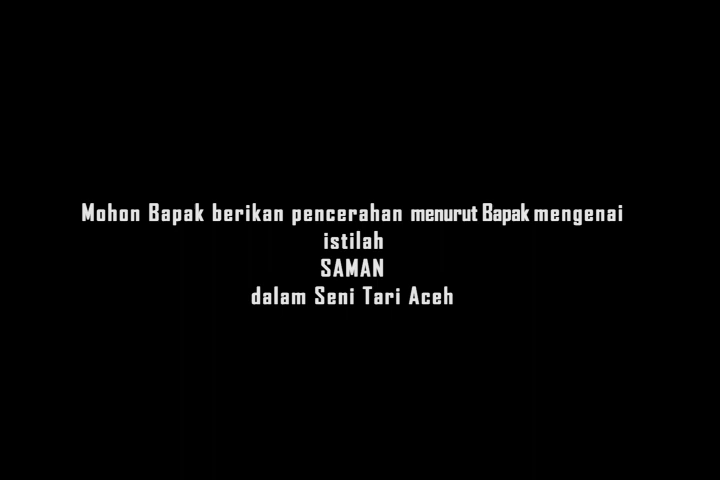 Mohon Bapak berikan pencerahan menurut Bapak mengenai
istilah
SAMAN
dalam Seni Tari Aceh